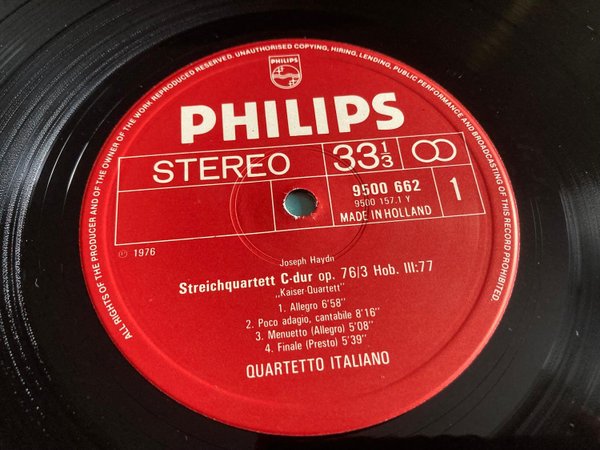 ALL RIGHTS OF THE PRODUCER AND OF THE OWNER OF THE WORK REPRODUCED RESERVED. UNAUTHORISED COPYING, HIRING, LENDING, PUBLIC PERFORMANCE AND BROADCASTING OF THIS RECORD PROHIBITED.
PHILIPS
PHILIPS
STEREO
33 1/3
9500 662
9500 157.1 Y
MADE IN HOLLAND
1
℗ 1976
Joseph Haydn
Streichquartett C-dur op. 76/3 Hob. III:77
„Kaiser-Quartett"
1. Allegro 6'58"
2. Poco adagio, cantabile 8'16"
3. Menuetto (Allegro) 5'08"
4. Finale (Presto) 5'39"
QUARTETTO ITALIANO